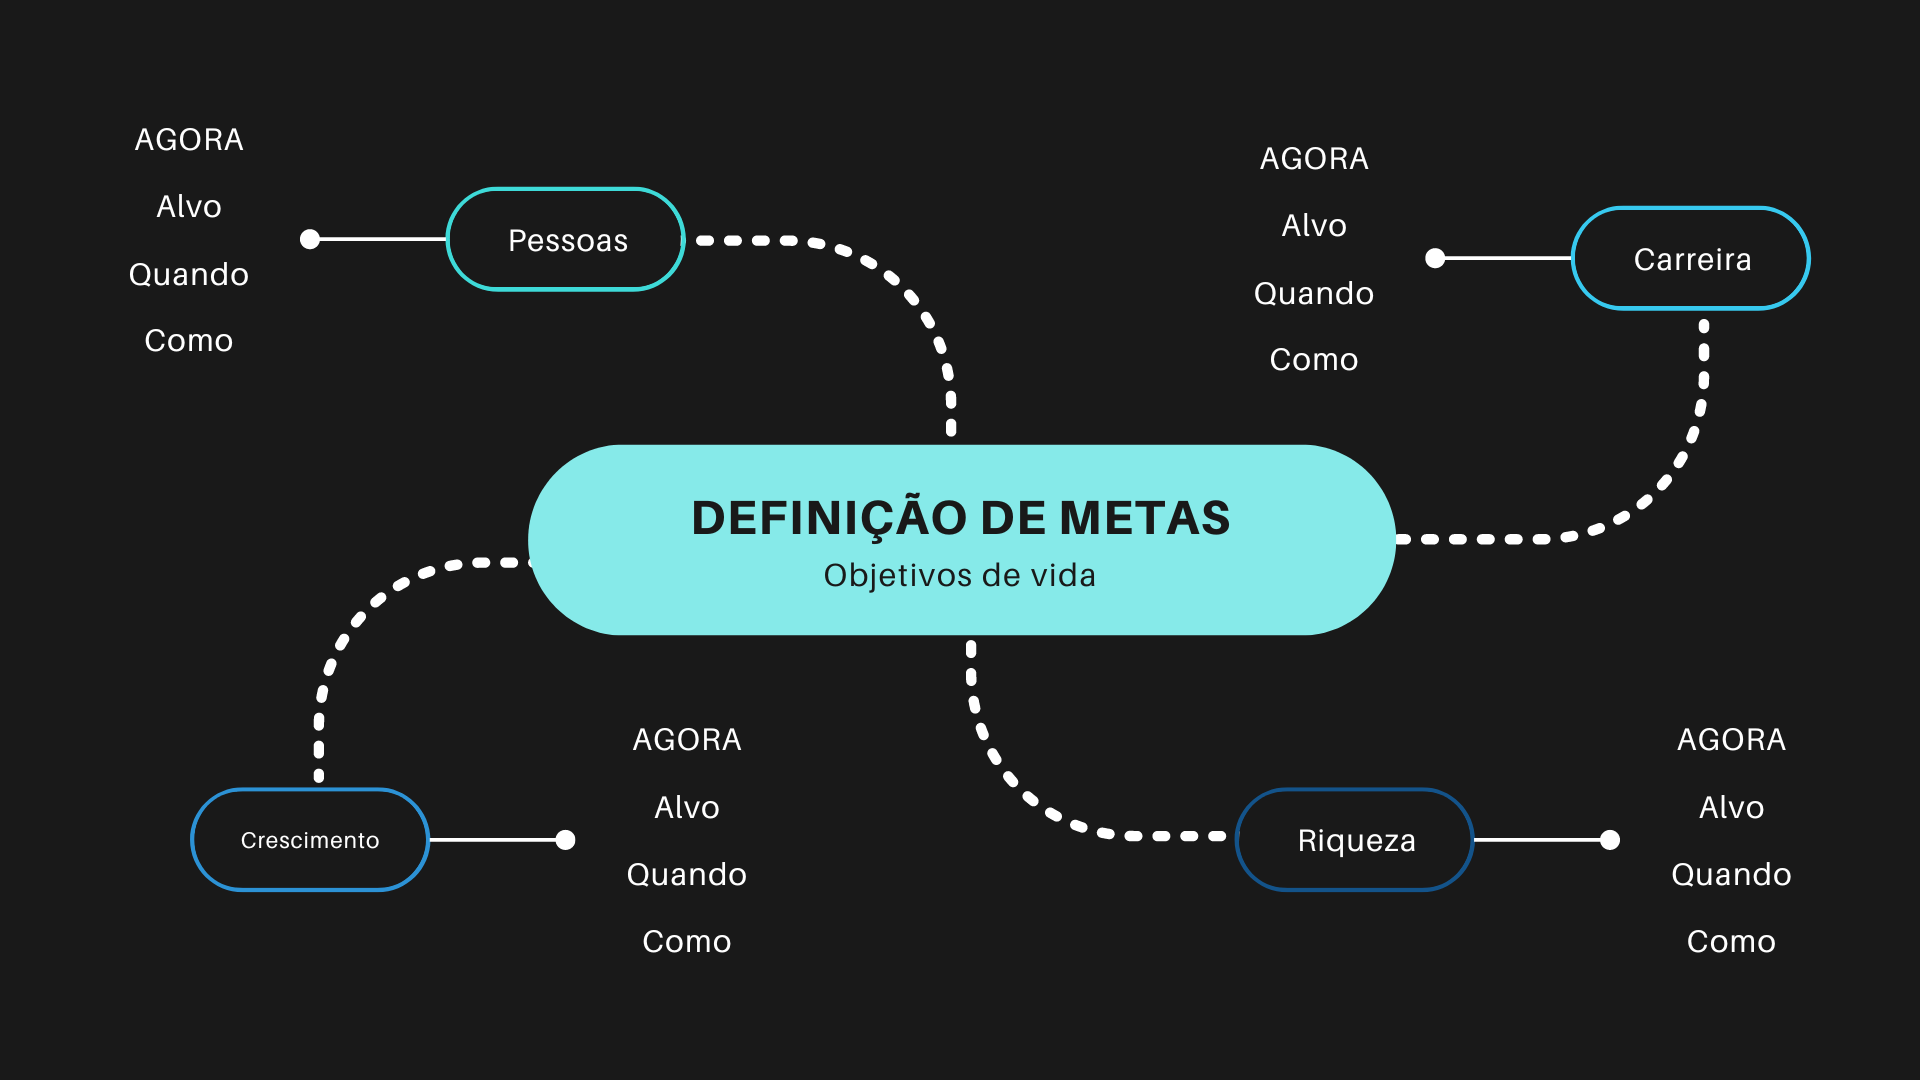 AGORA
Alvo
Quando
Como
Pessoas
AGORA
Alvo
Quando
Como
Carreira
DEFINIÇÃO DE METAS
Objetivos de vida
Crescimento
AGORA
Alvo
Quando
Como
Riqueza
AGORA
Alvo
Quando
Como